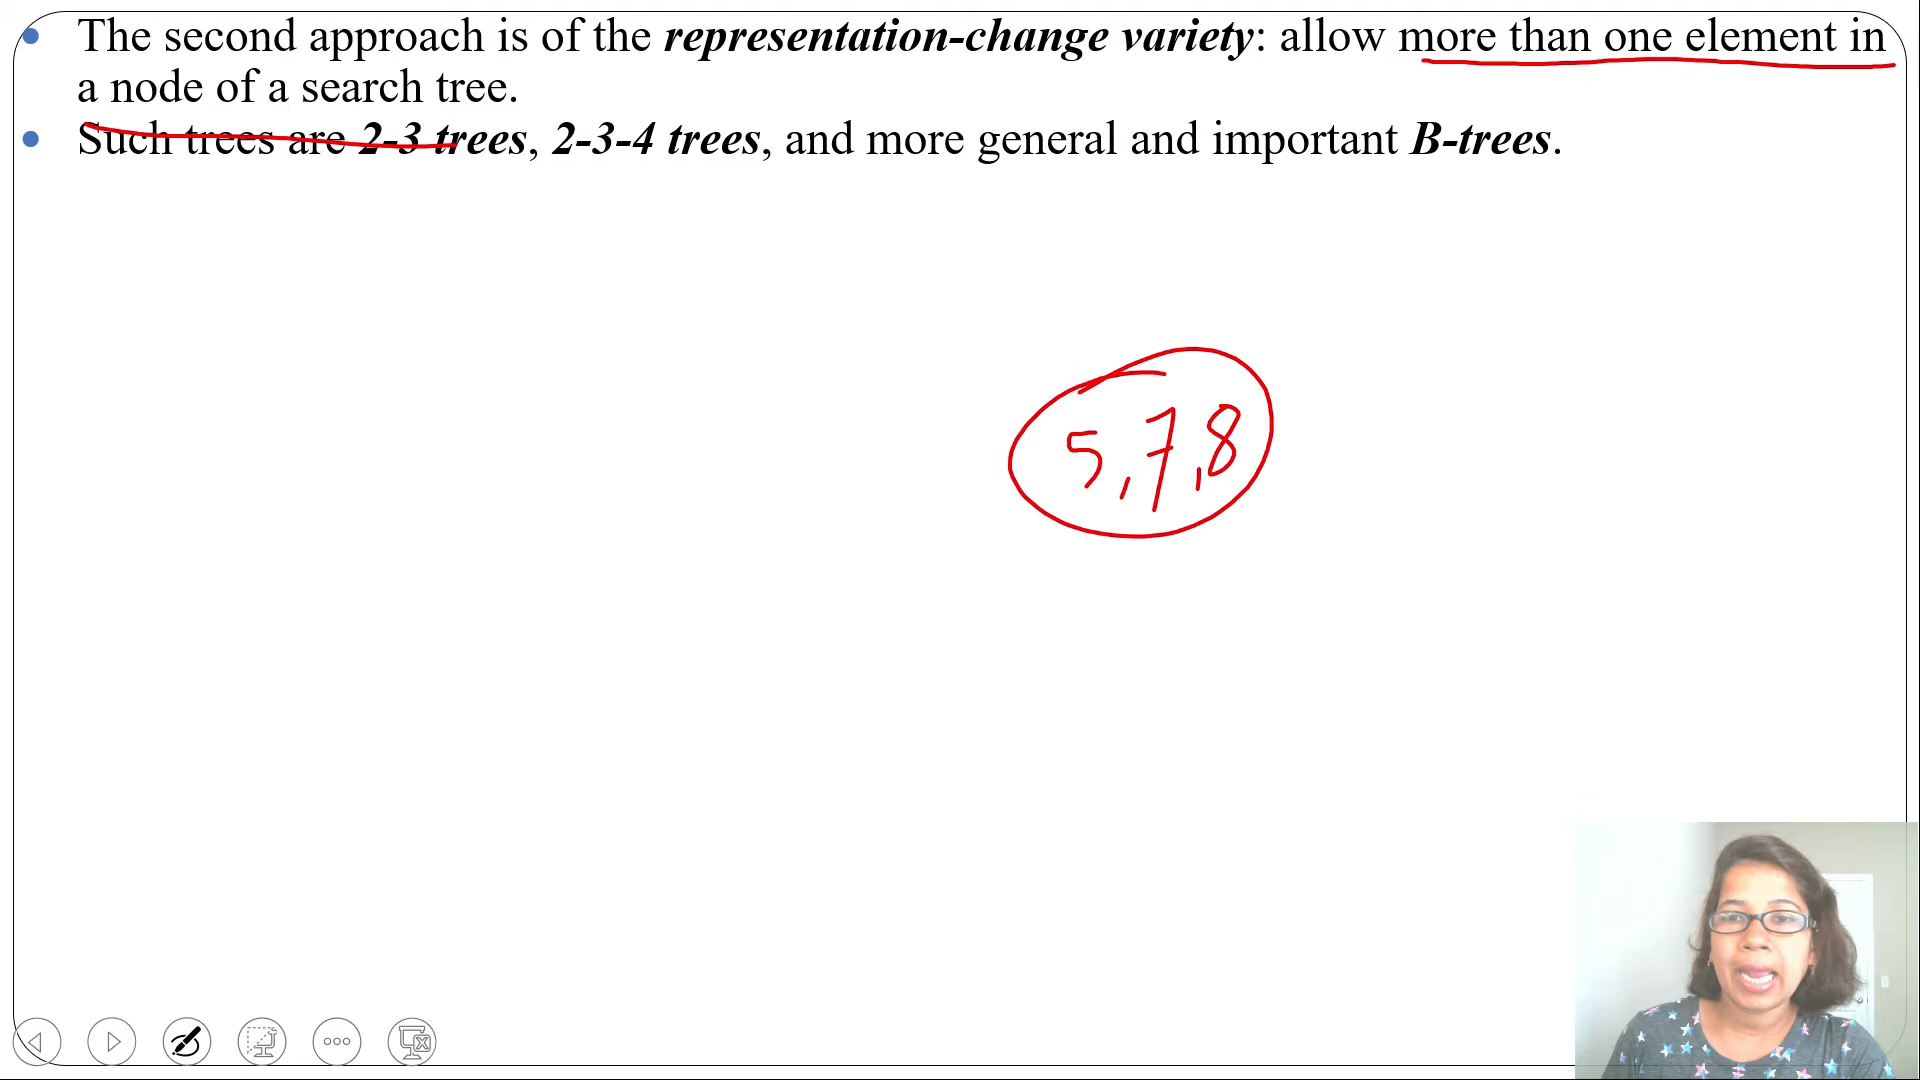 The second approach is of the representation-change variety: allow more than one element in
a node of a search tree.
Such trees are 2-3 trees, 2-3-4 trees, and more general and important B-trees.
5,7,8